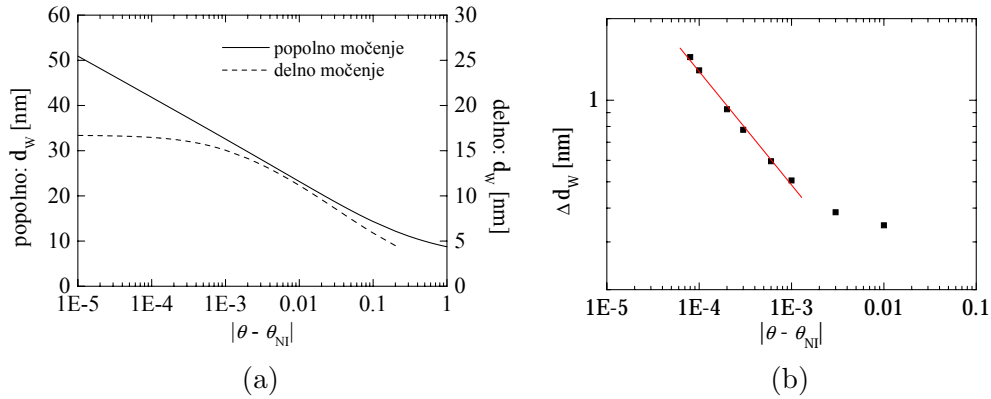 popolno močenje
delno močenje
popolno: d_W [nm]
60
50
40
30
20
10
0
30
25
20
15
10
5
0
delno: d_W [nm]
1E-5
1E-4
1E-3
0.01
0.1
1
|θ - θ_NI|
(a)
Δ d_W [nm]
1
1E-5
1E-4
1E-3
0.01
0.1
|θ - θ_NI|
(b)